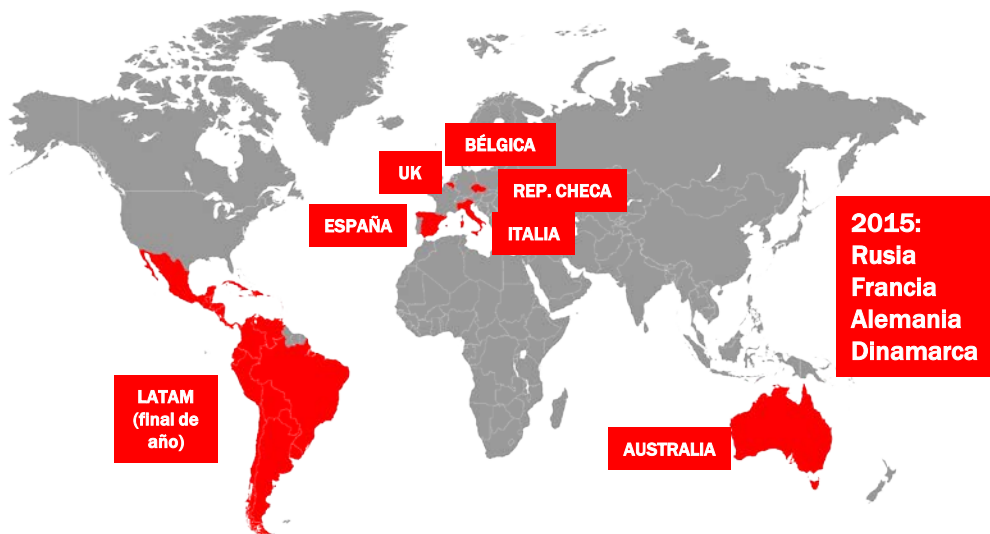 BÉLGICA
UK
REP. CHECA
ESPAÑA
ITALIA
2015:
Rusia
Francia
Alemania
Dinamarca
LATAM
(final de
año)
AUSTRALIA